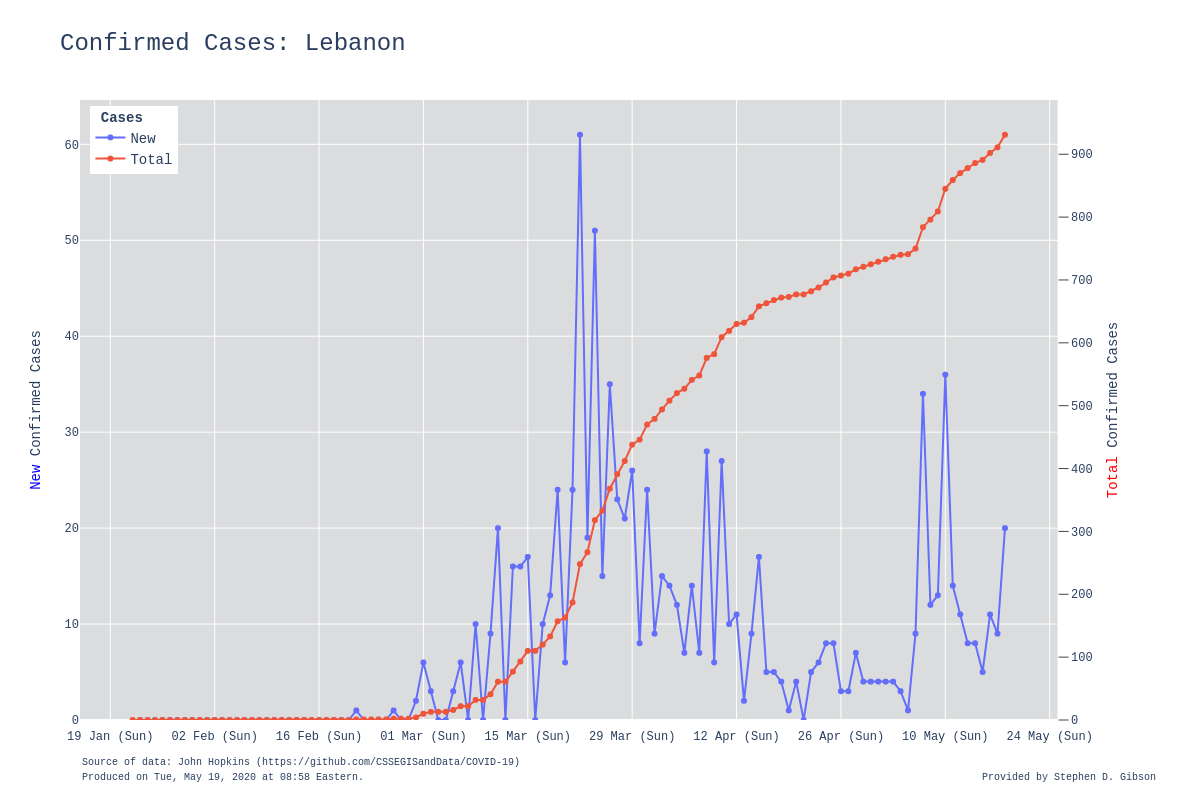 Confirmed Cases: Lebanon
Cases
New
Total
60
50
40
30
20
10
0
New Confirmed Cases
900
800
700
600
500
400
300
200
100
0
Total Confirmed Cases
19 Jan (Sun) 02 Feb (Sun) 16 Feb (Sun) 01 Mar (Sun) 15 Mar (Sun) 29 Mar (Sun) 12 Apr (Sun) 26 Apr (Sun) 10 May (Sun) 24 May (Sun)
Source of data: John Hopkins (https://github.com/CSSEGISandData/COVID-19)
Produced on Tue, May 19, 2020 at 08:58 Eastern.
Provided by Stephen D. Gibson